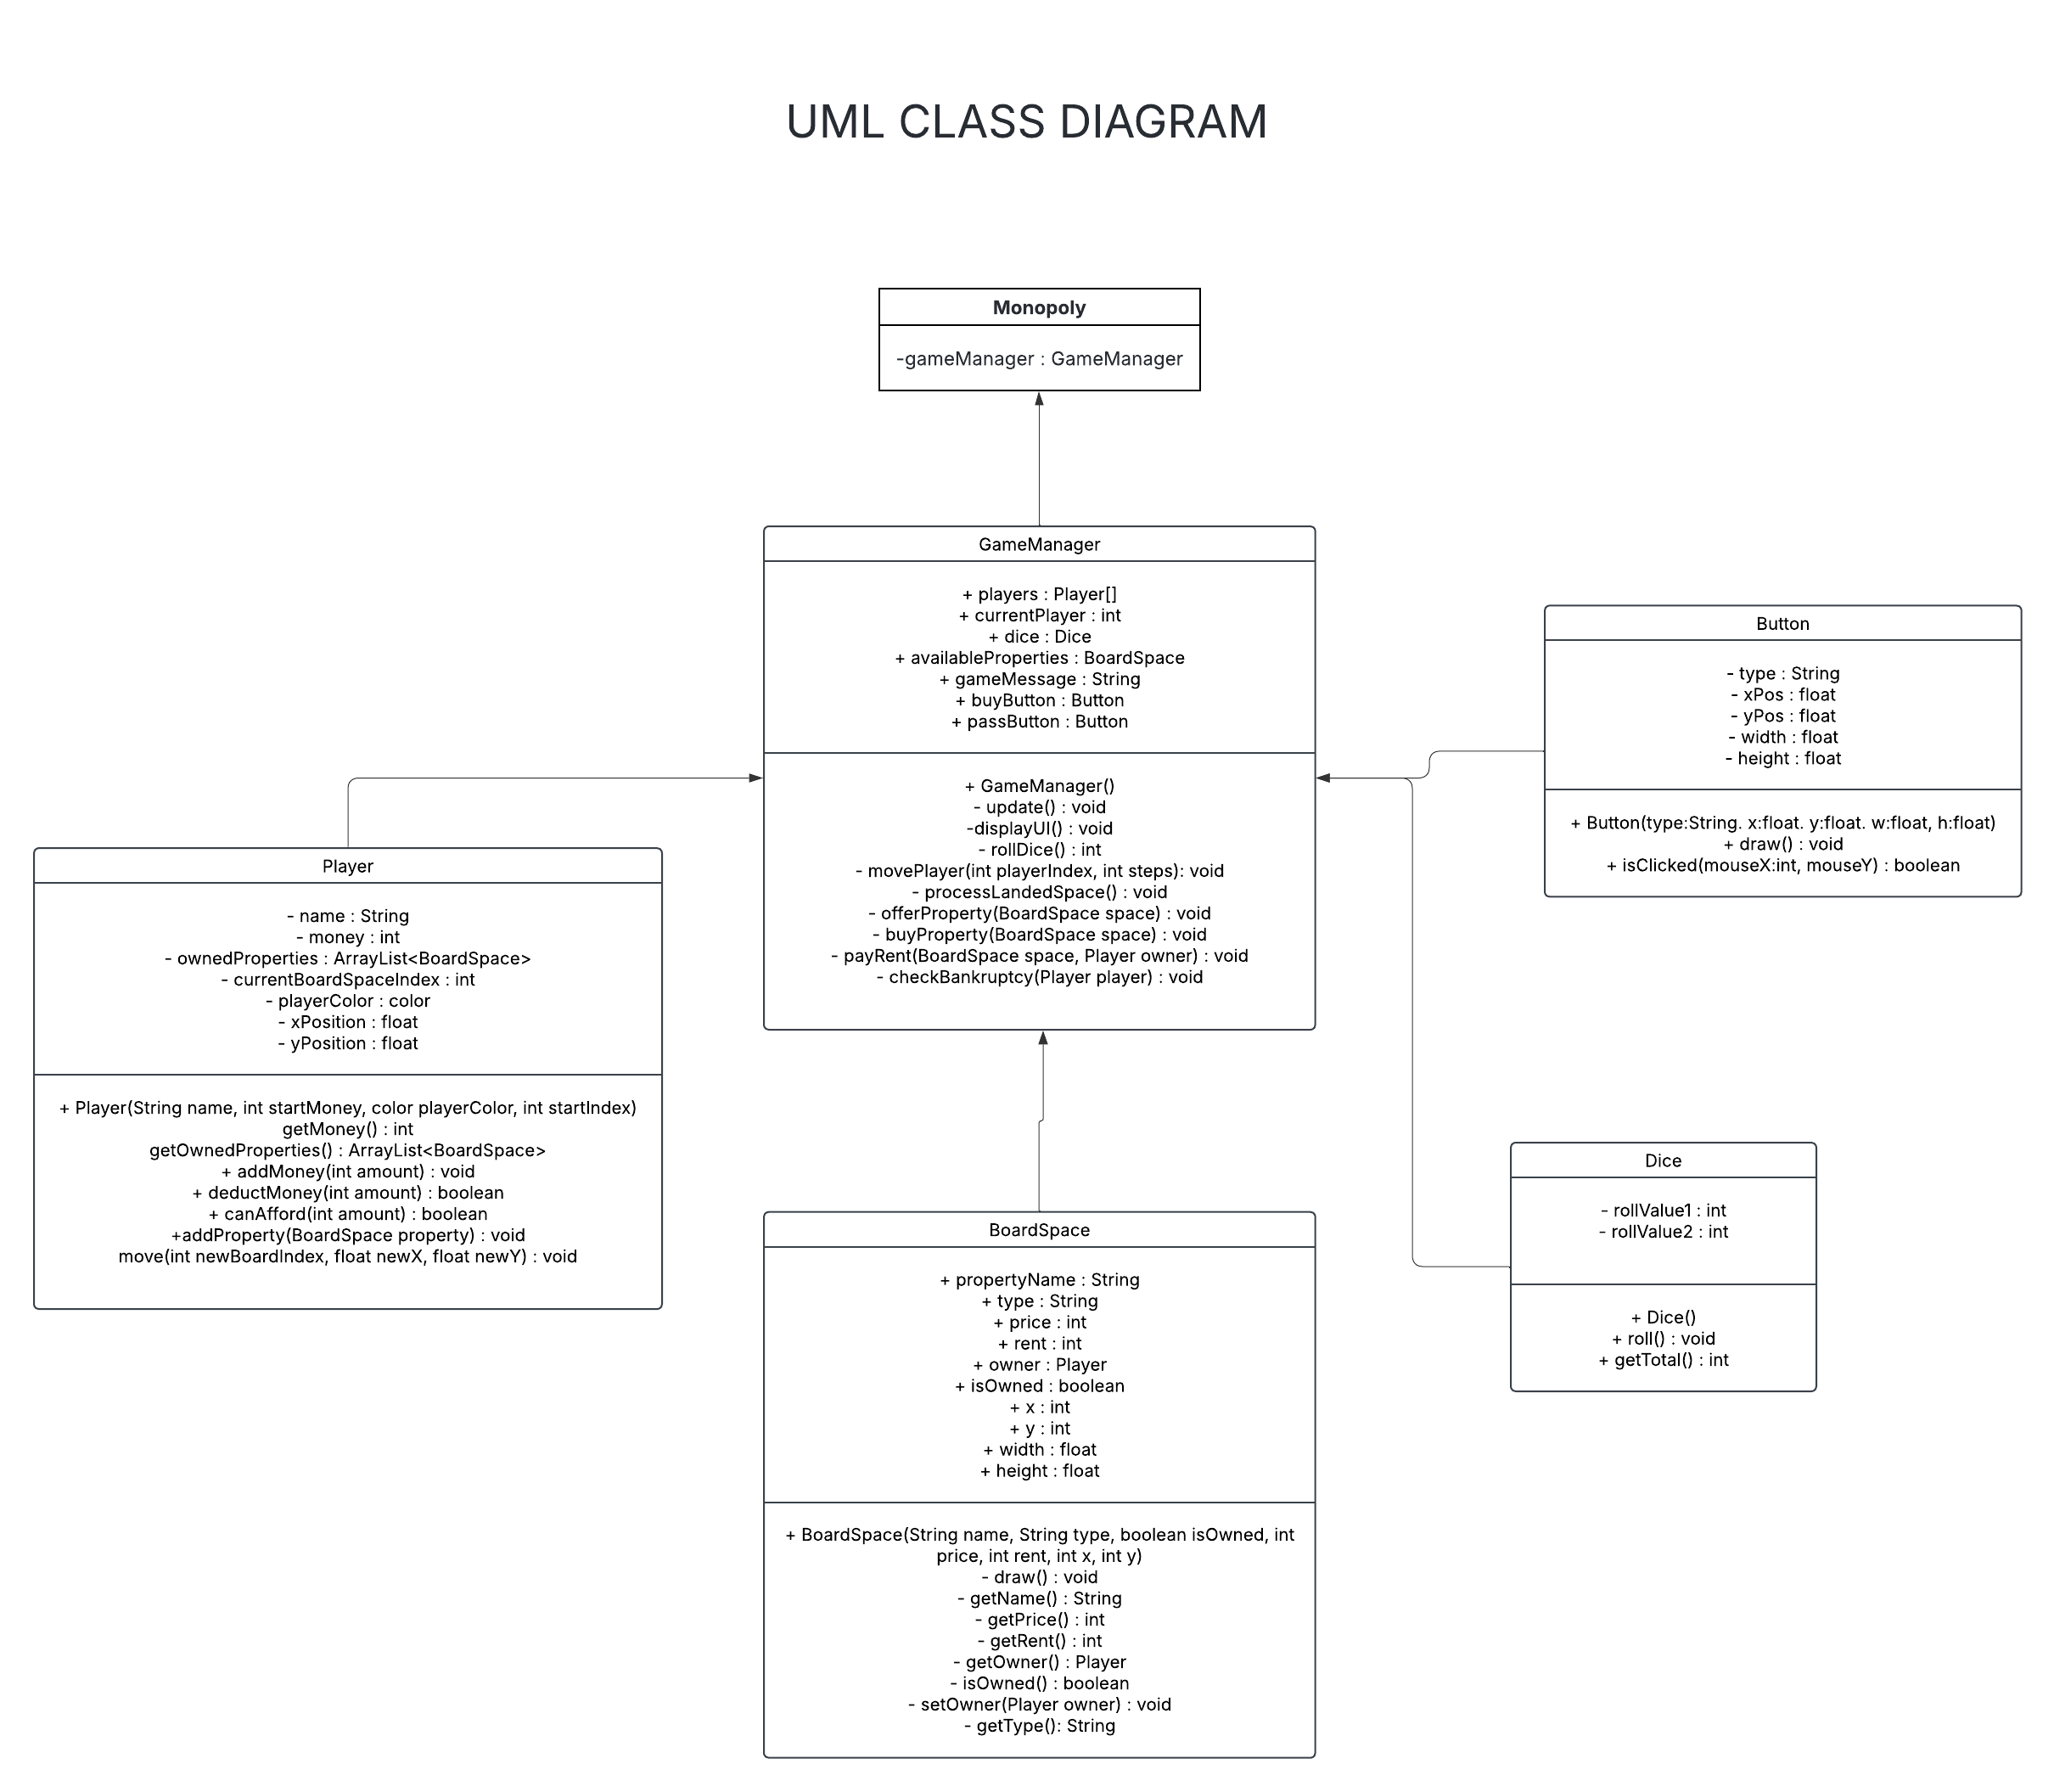 UML CLASS DIAGRAM
Monopoly
-gameManager : GameManager
GameManager
+ players : Player[]
+ currentPlayer : int
+ dice : Dice
+ availableProperties : BoardSpace
+ gameMessage : String
+ buyButton : Button
+ passButton : Button
+ GameManager()
- update() : void
-displayUI() : void
- rollDice() : int
- movePlayer(int playerIndex, int steps): void
- processLandedSpace() : void
- offerProperty(BoardSpace space) : void
- buyProperty(BoardSpace space) : void
- payRent(BoardSpace space, Player owner) : void
- checkBankruptcy(Player player) : void
Button
- type : String
- xPos : float
- yPos : float
- width : float
- height : float
+ Button(type:String. x:float. y:float. w:float, h:float)
+ draw() : void
+ isClicked(mouseX:int, mouseY) : boolean
Player
- name : String
- money : int
- ownedProperties : ArrayList<BoardSpace>
- currentBoardSpaceIndex : int
- playerColor : color
- xPosition : float
- yPosition : float
+ Player(String name, int startMoney, color playerColor, int startIndex)
getMoney() : int
getOwnedProperties() : ArrayList<BoardSpace>
+ addMoney(int amount) : void
+ deductMoney(int amount) : boolean
+ canAfford(int amount) : boolean
+addProperty(BoardSpace property) : void
move(int newBoardIndex, float newX, float newY) : void
Dice
- rollValue1 : int
- rollValue2 : int
+ Dice()
+ roll() : void
+ getTotal() : int
BoardSpace
+ propertyName : String
+ type : String
+ price : int
+ rent : int
+ owner : Player
+ isOwned : boolean
+ x : int
+ y : int
+ width : float
+ height : float
+ BoardSpace(String name, String type, boolean isOwned, int
price, int rent, int x, int y)
- draw() : void
- getName() : String
- getPrice() : int
- getRent() : int
- getOwner() : Player
- isOwned() : boolean
- setOwner(Player owner) : void
- getType(): String